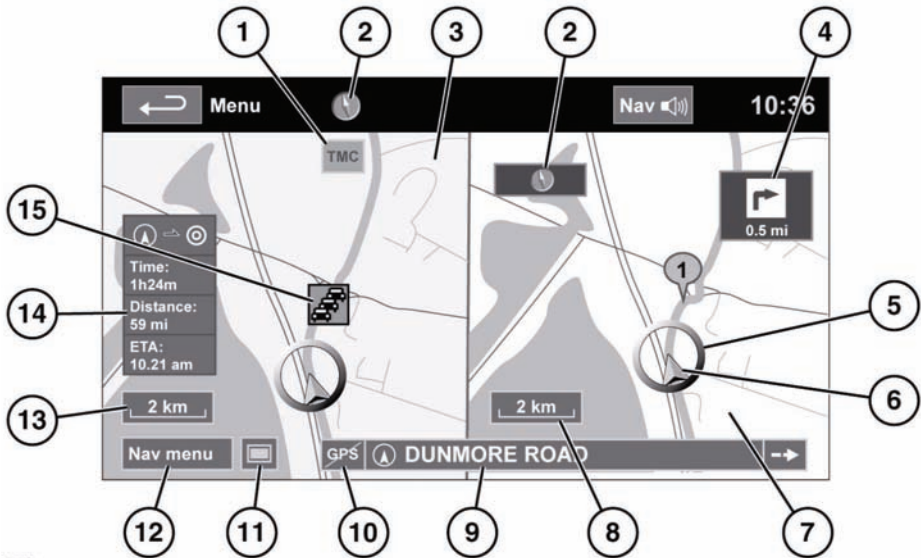 1 2 3 2 4
Menu Nav 10:36
TMC
0.5 mi
15
1
Time:
1h24m
14 Distance:
59 mi
5
ETA:
10.21 am
6
13 2 km 2 km
Nav menu GPS DUNMORE ROAD
12 11 10 9 8 7